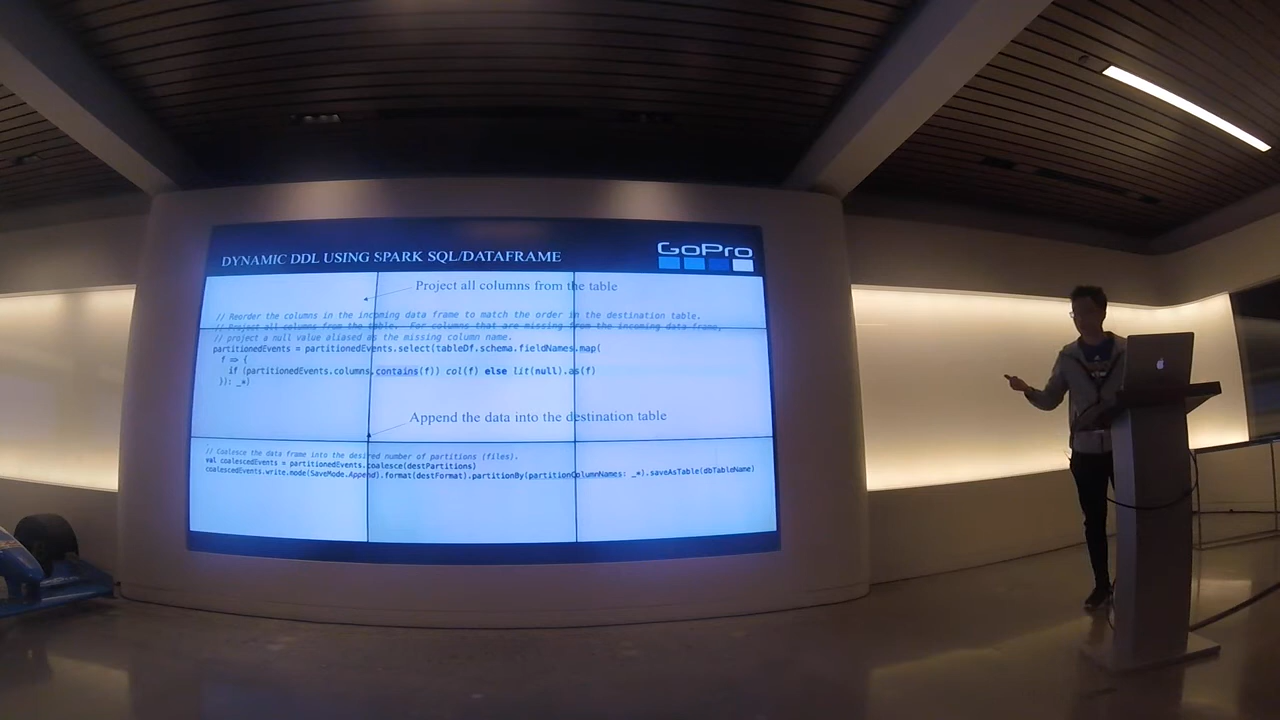 DYNAMIC DDL USING SPARK SQL/DATAFRAME
GoPro
Project all columns from the table
// Reorder the columns in the incoming data frame to match the order in the destination table.
// Project all columns from the table. For columns that are missing from the incoming data frame,
// project a null value aliased as the missing column name.
partitionedEvents = partitionedEvents.select(tableDf.schema.fieldNames.map(
f => {
if (partitionedEvents.columns.contains(f)) col(f) else lit(null).as(f)
}): _*)
Append the data into the destination table
// Coalesce the data frame into the desired number of partitions (files).
val coalescedEvents = partitionedEvents.coalesce(destPartitions)
coalescedEvents.write.mode(SaveMode.Append).format(destFormat).partitionBy(partitionColumnNames: _*).saveAsTable(dbTableName)